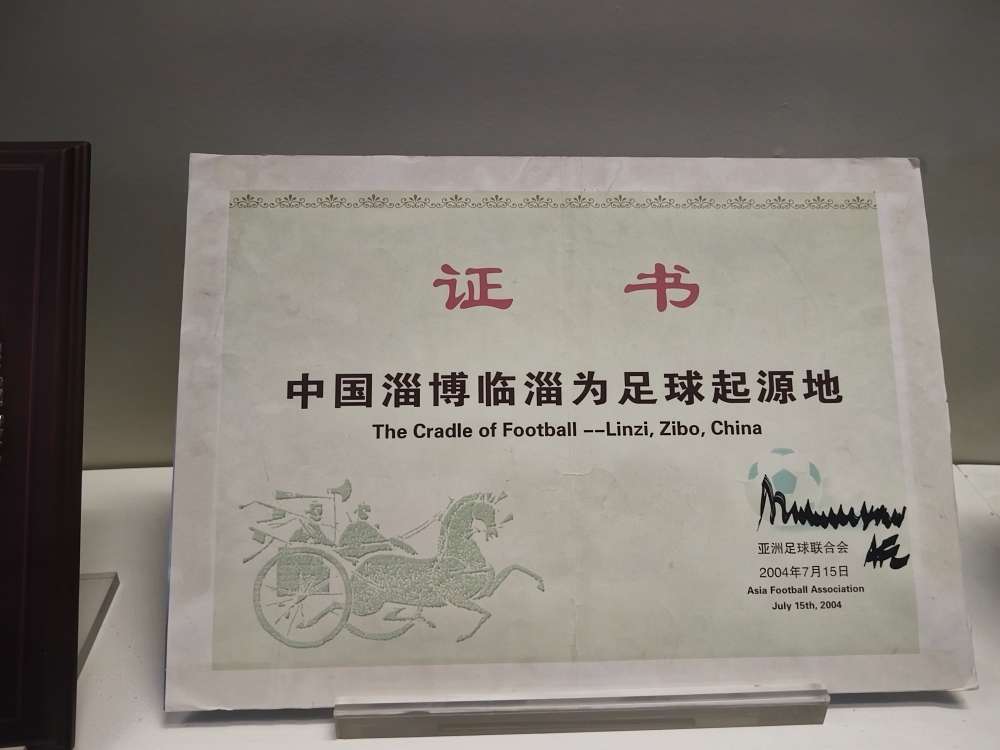 证 书
中国淄博临淄为足球起源地
The Cradle of Football --Linzi, Zibo, China
亚洲足球联合会
2004年7月15日
Asia Football Association
July 15th, 2004